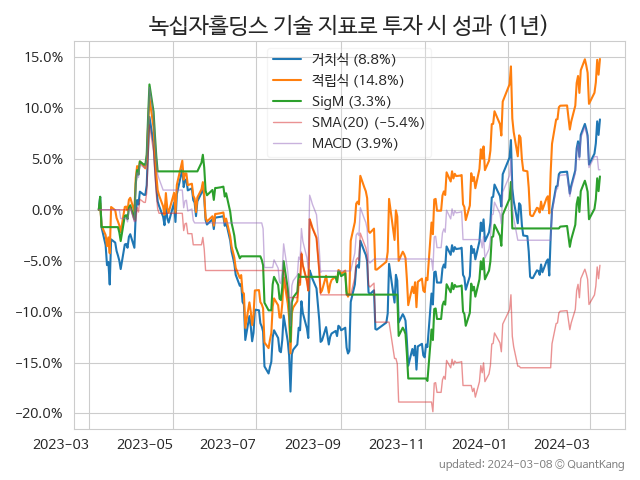 녹십자홀딩스 기술 지표로 투자 시 성과 (1년)
거치식 (8.8%)
적립식 (14.8%)
SigM (3.3%)
SMA(20) (−5.4%)
MACD (3.9%)
15.0%
10.0%
5.0%
0.0%
−5.0%
−10.0%
−15.0%
−20.0%
2023-03 2023-05 2023-07 2023-09 2023-11 2024-01 2024-03
updated: 2024-03-08 ⓒ QuantKang